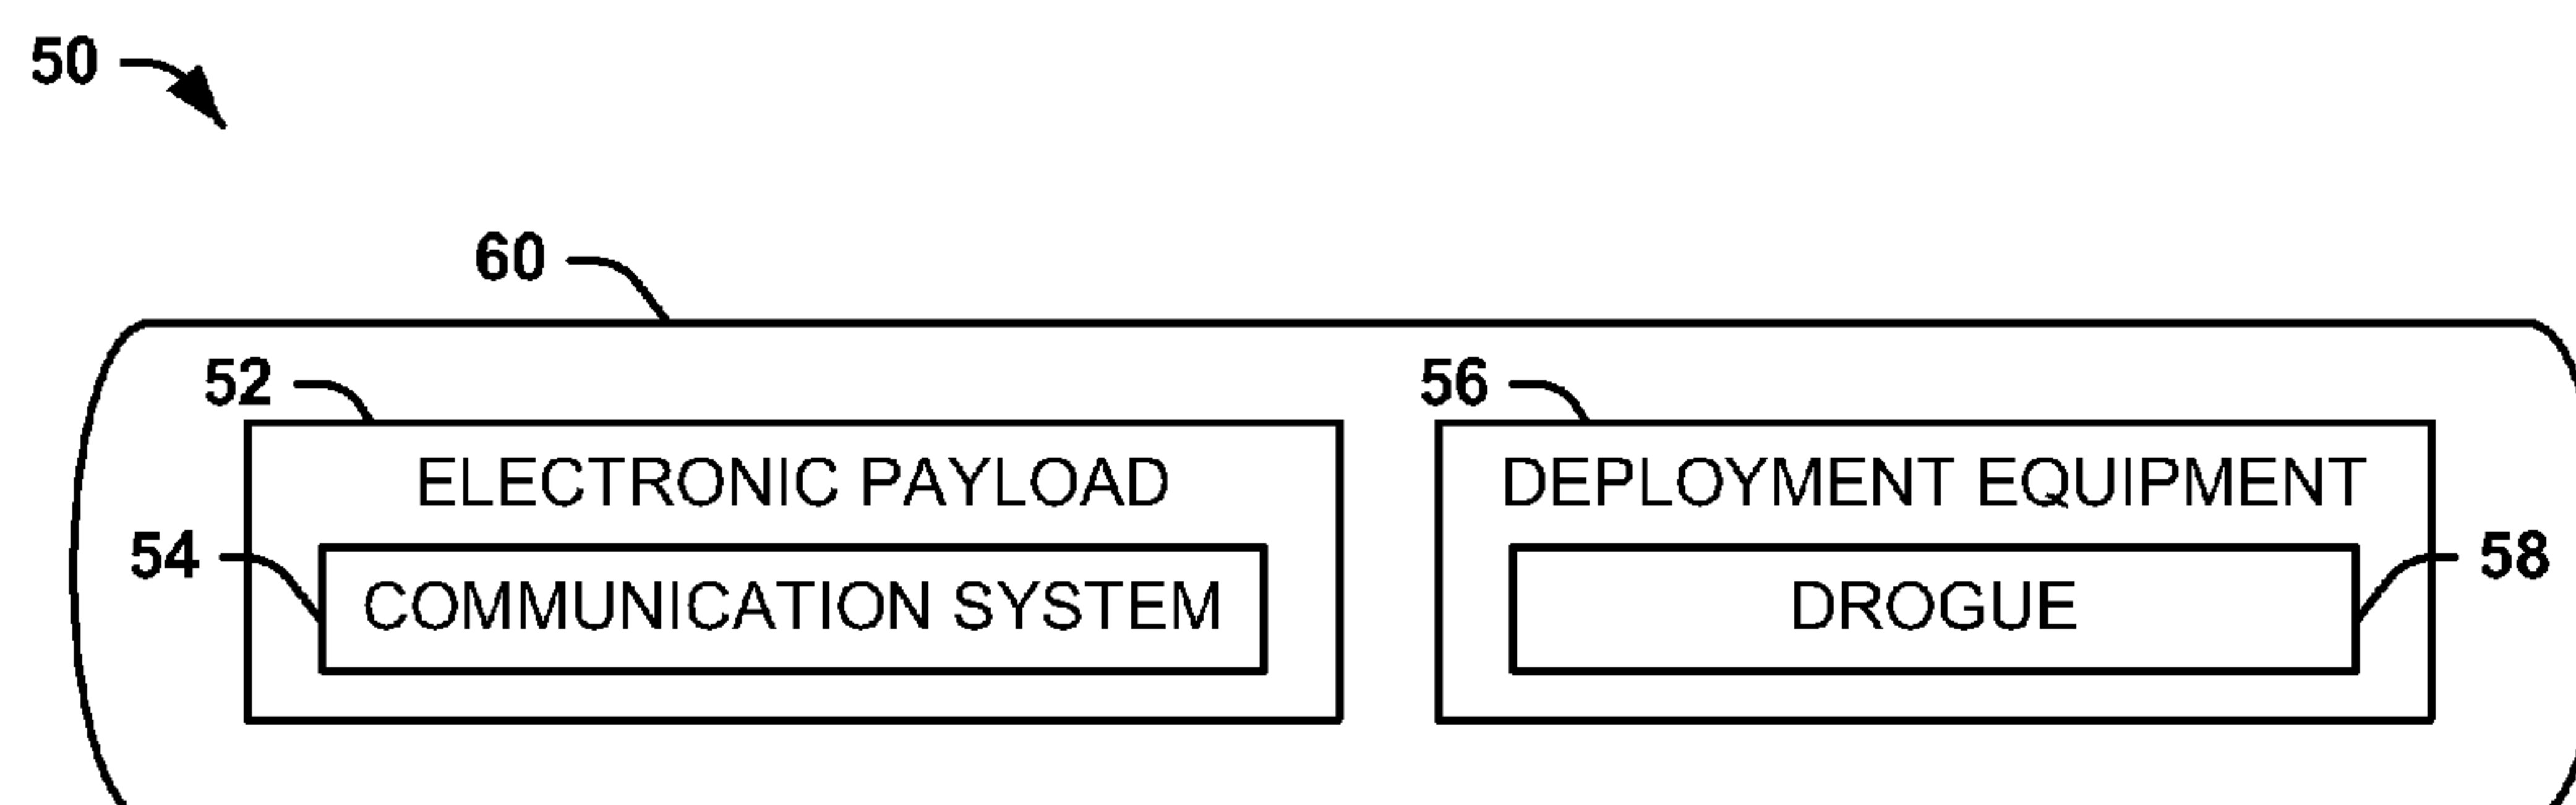 50
60
52
56
ELECTRONIC PAYLOAD
DEPLOYMENT EQUIPMENT
54
COMMUNICATION SYSTEM
DROGUE
58